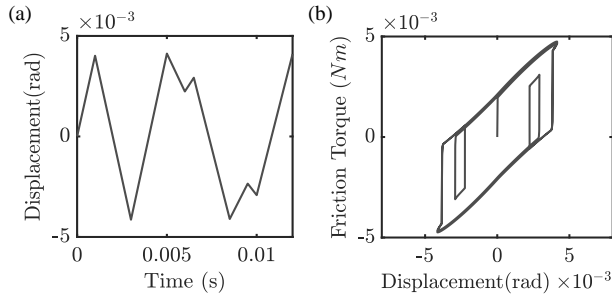 (a)
×10⁻³
5
0
-5
Displacement(rad)
0
0.005
0.01
Time (s)
(b)
×10⁻³
5
0
-5
Friction Torque (Nm)
-5
0
5
Displacement(rad) ×10⁻³